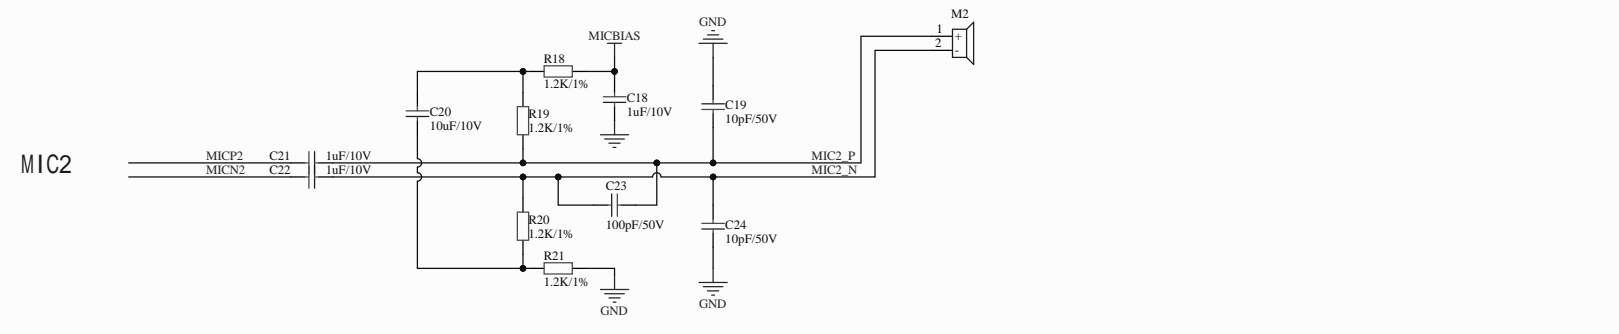 M2
GND
1
+
2
-
MICBIAS
R18
1.2K/1%
C20
10uF/10V
R19
1.2K/1%
C18
1uF/10V
C19
10pF/50V
MIC2
MICP2
C21
1uF/10V
MIC2_P
MICN2
C22
1uF/10V
MIC2_N
C23
100pF/50V
R20
1.2K/1%
C24
10pF/50V
R21
1.2K/1%
GND
GND